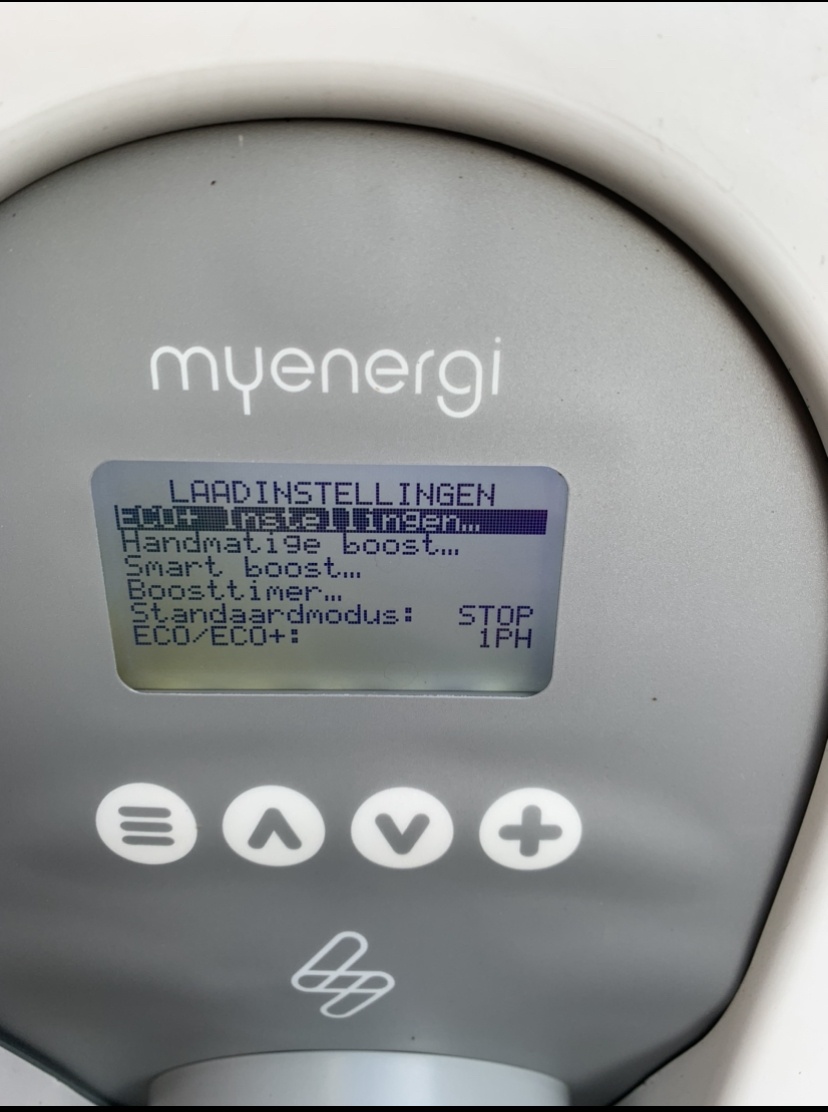 myenergi
LAADINSTELLINGEN
ECO+ Instellingen…
Handmatige boost…
Smart boost…
Boosttimer…
Standaardmodus: STOP
ECO/ECO+: 1PH